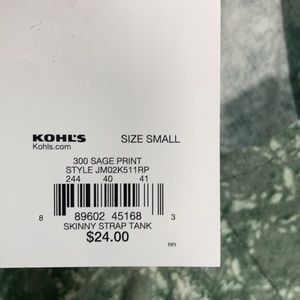 KOHL'S SIZE SMALL
Kohls.com
300 SAGE PRINT
STYLE JM02K511RP
244 40 41
8 89602 45168 3
SKINNY STRAP TANK
$24.00
RPI